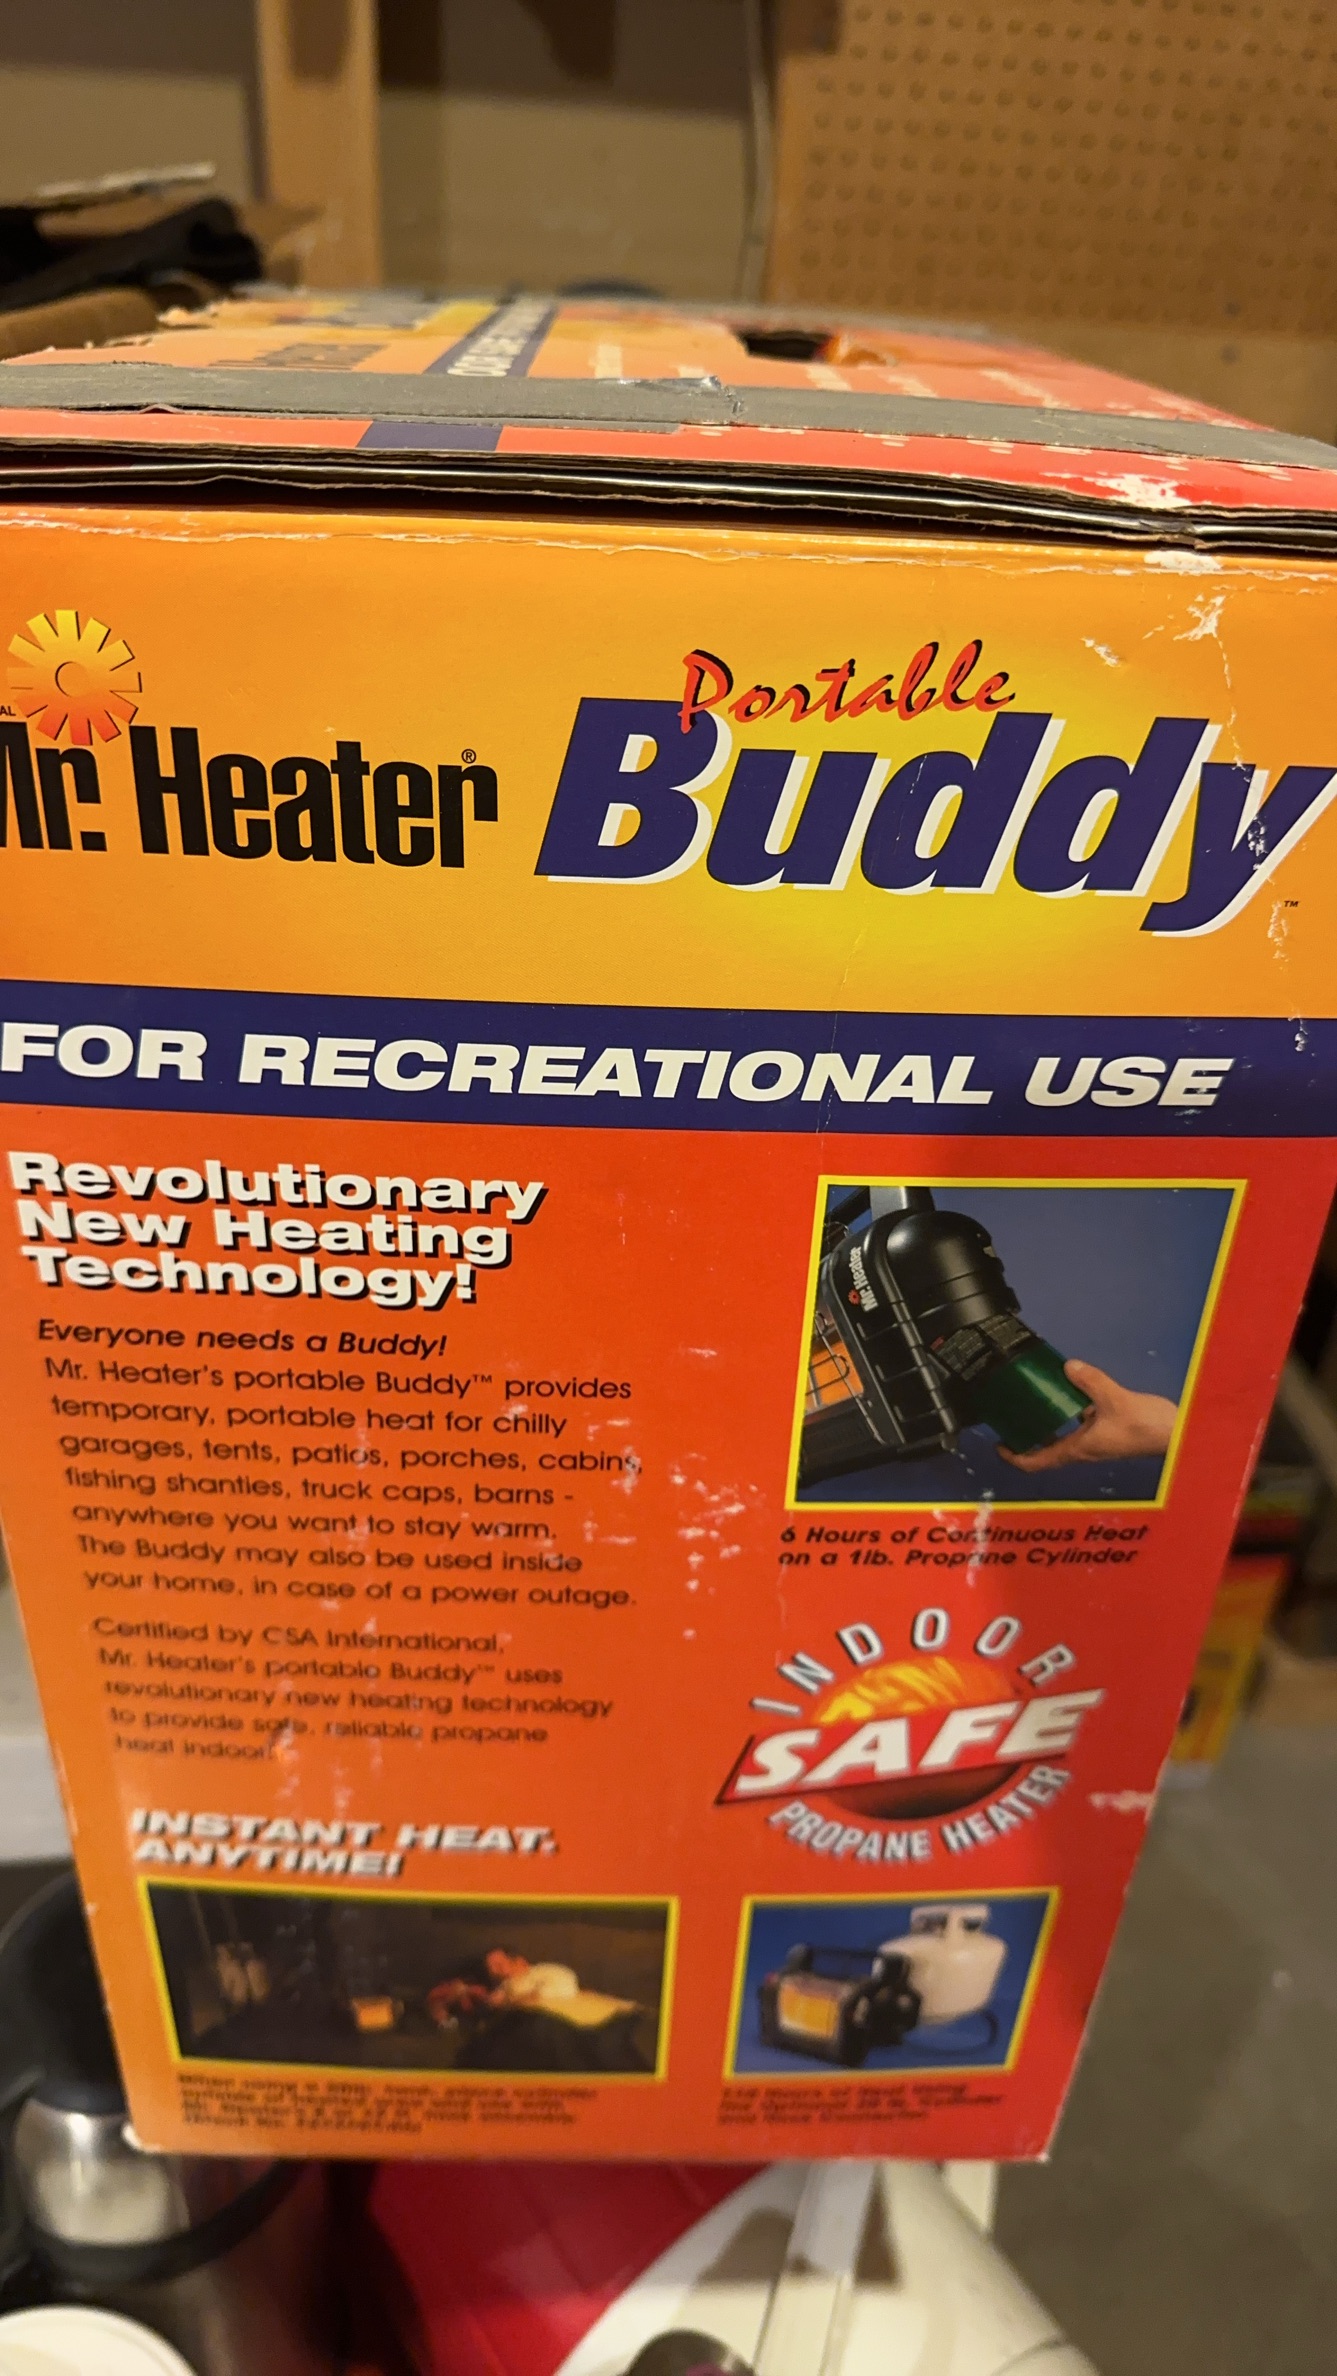 Mr. Heater®
Portable
Buddy™
FOR RECREATIONAL USE
Revolutionary
New Heating
Technology!
Everyone needs a Buddy!
Mr. Heater's portable Buddy™ provides
temporary, portable heat for chilly
garages, tents, patios, porches, cabins,
fishing shanties, truck caps, barns -
anywhere you want to stay warm.
The Buddy may also be used inside
your home, in case of a power outage.
Certified by CSA International,
Mr. Heater's portable Buddy™ uses
revolutionary new heating technology
to provide safe, reliable propane
heat indoor
INSTANT HEAT.
ANYTIME!
Mr. Heater
6 Hours of Continuous Heat
on a 1lb. Propane Cylinder
INDOOR
SAFE
PROPANE HEATER